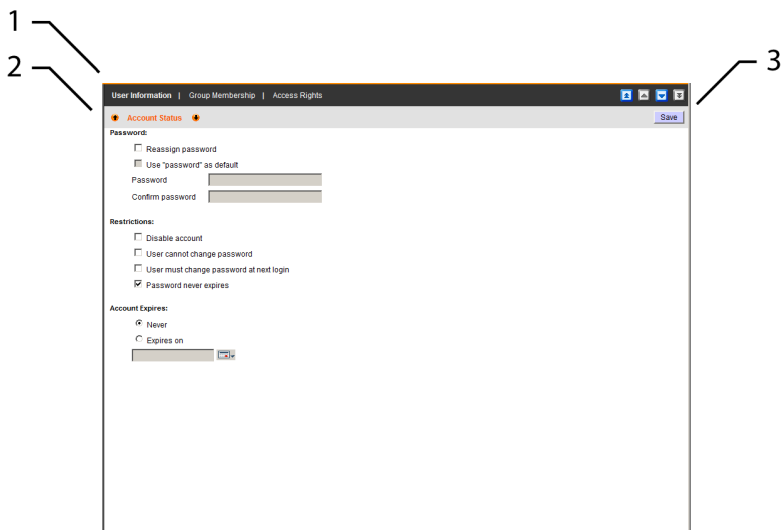 1
2
3
User Information | Group Membership | Access Rights
Account Status
Save
Password:
Reassign password
Use "password" as default
Password
Confirm password
Restrictions:
Disable account
User cannot change password
User must change password at next login
Password never expires
Account Expires:
Never
Expires on